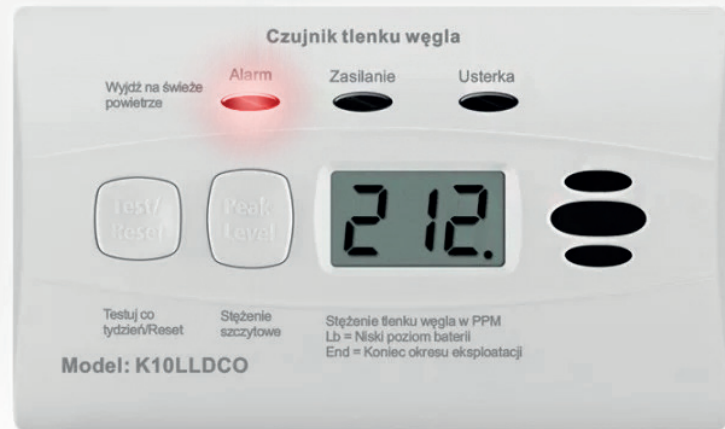 Czujnik tlenku węgla
Wyjdź na świeże
powietrze
Alarm
Zasilanie
Usterka
Test/
Reset
Peak
Level
212.
Testuj co
tydzień/Reset
Stężenie
szczytowe
Stężenie tlenku węgla w PPM
Lb = Niski poziom baterii
End = Koniec okresu eksploatacji
Model: K10LLDCO